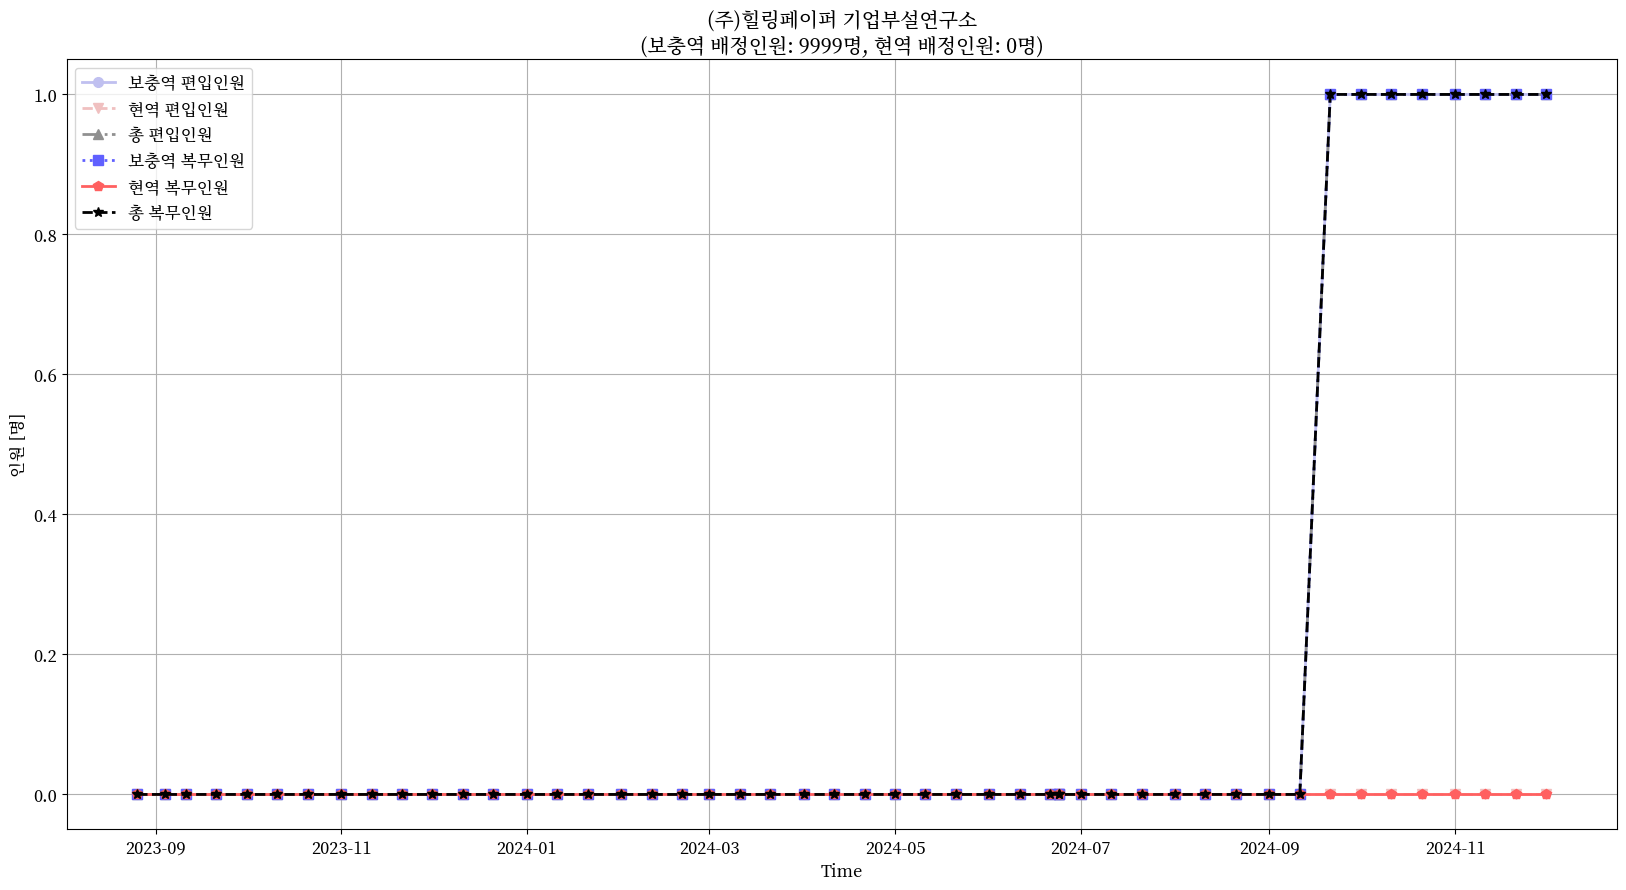 (주)힐링페이퍼 기업부설연구소
(보충역 배정인원: 9999명, 현역 배정인원: 0명)
보충역 편입인원
현역 편입인원
총 편입인원
보충역 복무인원
현역 복무인원
총 복무인원
1.0
0.8
0.6
0.4
0.2
0.0
인원 [명]
2023-09 2023-11 2024-01 2024-03 2024-05 2024-07 2024-09 2024-11
Time